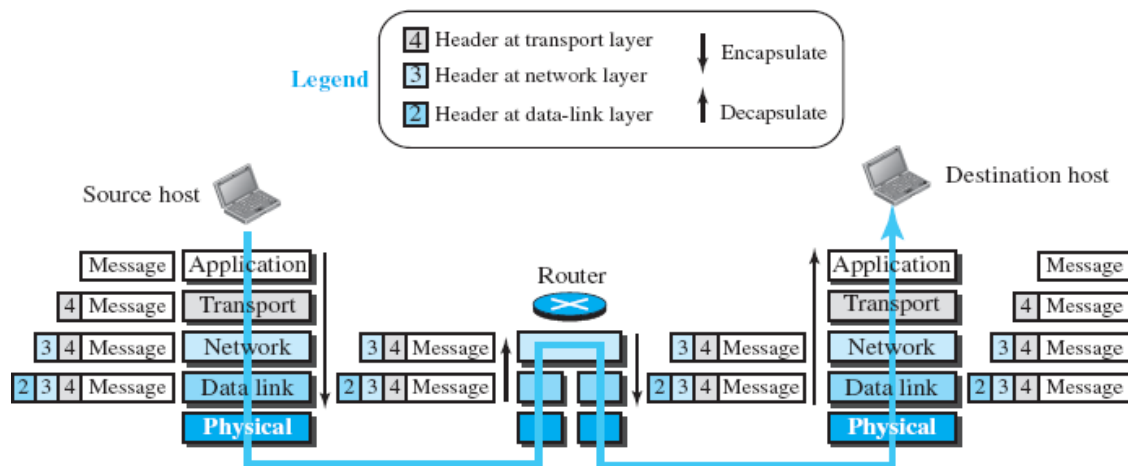 4 Header at transport layer
Encapsulate
Legend
3 Header at network layer
2 Header at data-link layer
Decapsulate
Source host
Destination host
Message Application
Application Message
Router
4 Message Transport
Transport 4 Message
3 4 Message Network 3 4 Message 3 4 Message Network 3 4 Message
2 3 4 Message Data link 2 3 4 Message 2 3 4 Message Data link 2 3 4 Message
Physical Physical